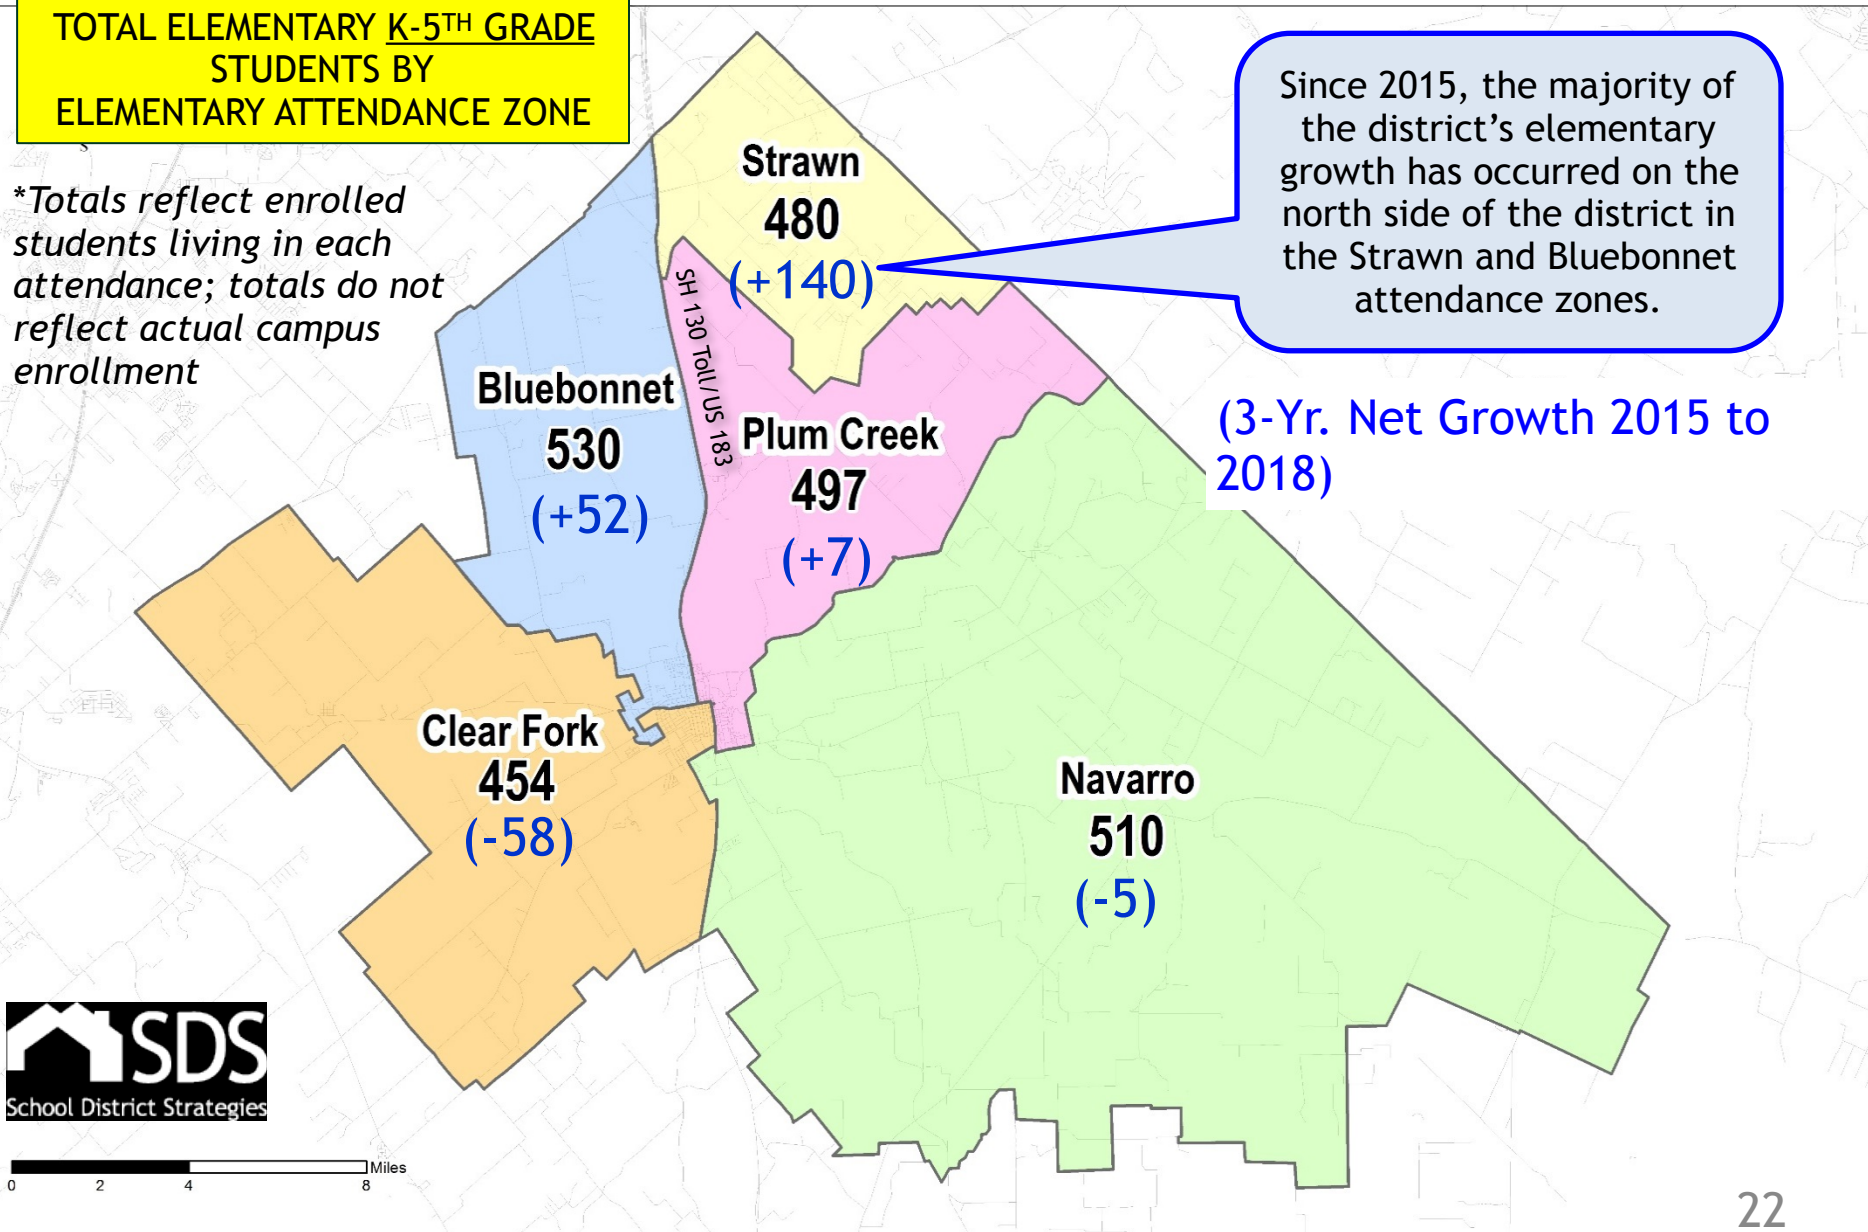 TOTAL ELEMENTARY K-5TH GRADE
STUDENTS BY
ELEMENTARY ATTENDANCE ZONE
*Totals reflect enrolled
students living in each
attendance; totals do not
reflect actual campus
enrollment
Since 2015, the majority of
the district’s elementary
growth has occurred on the
north side of the district in
the Strawn and Bluebonnet
attendance zones.
(3-Yr. Net Growth 2015 to
2018)
Strawn
480
(+140)
SH 130 Toll/US 183
Bluebonnet
530
(+52)
Plum Creek
497
(+7)
Clear Fork
454
(-58)
Navarro
510
(-5)
SDS
School District Strategies
Miles
0 2 4 8
22